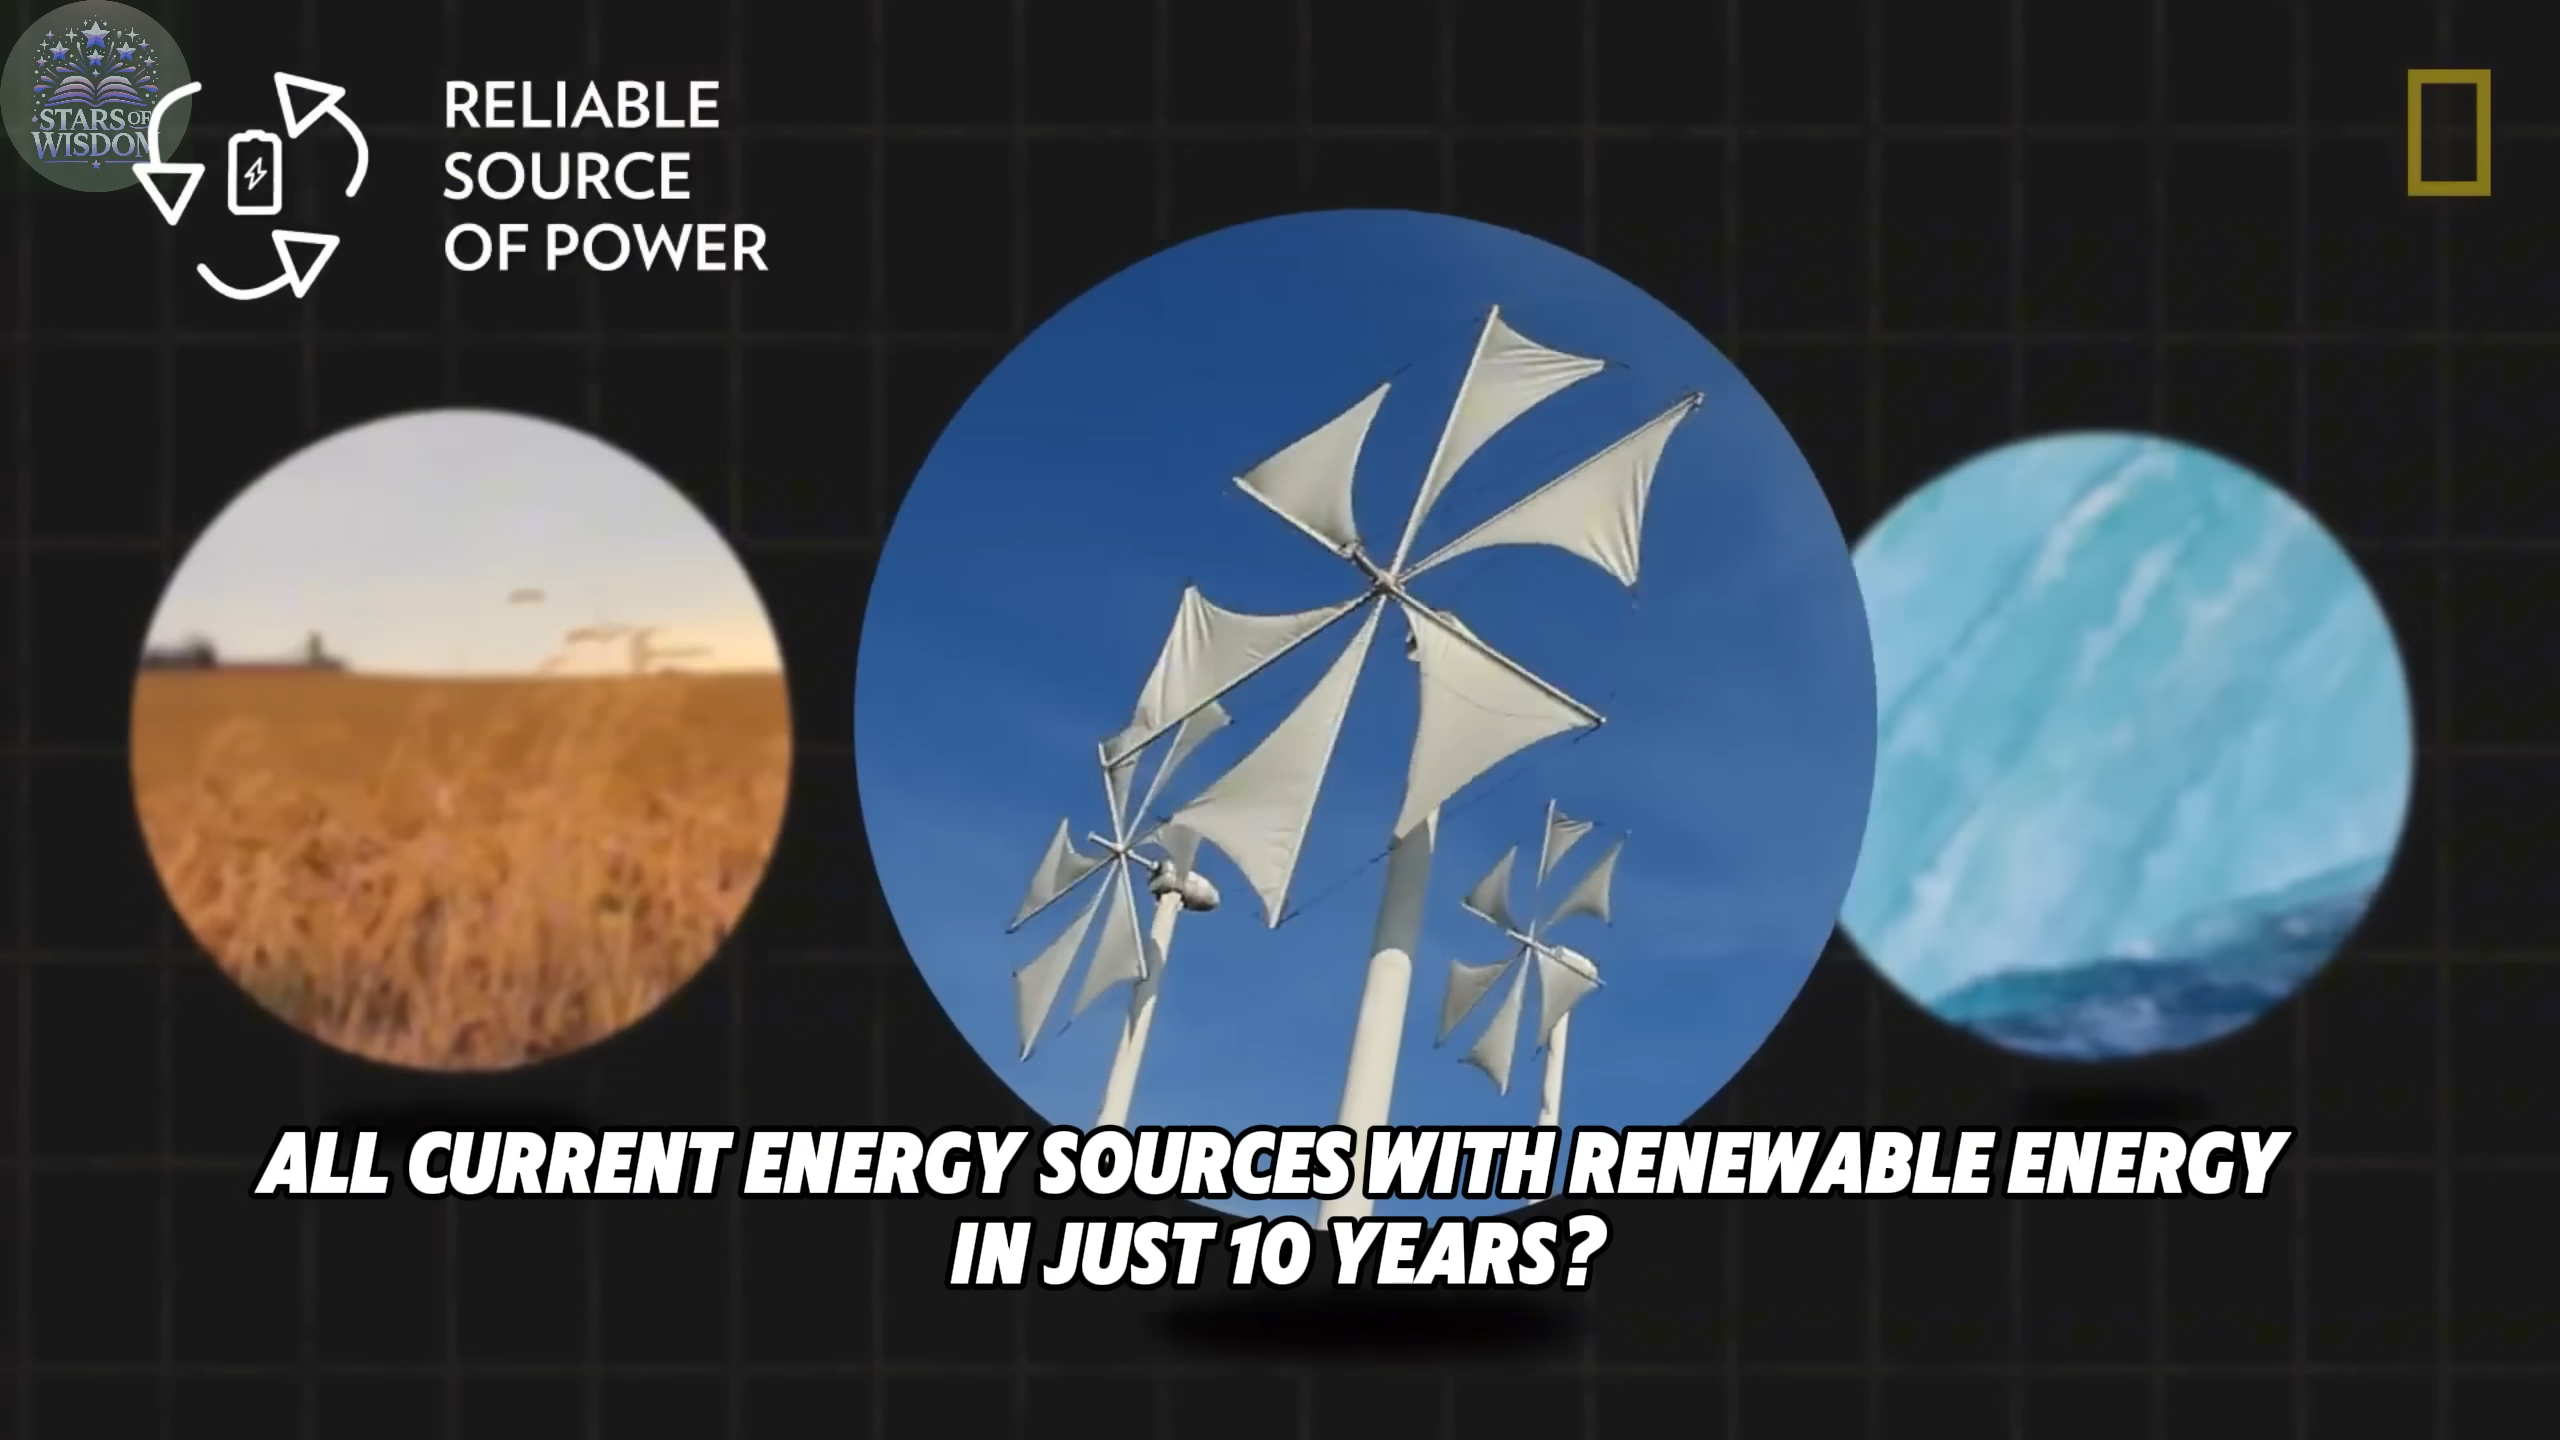 STARS OF
WISDOM
RELIABLE
SOURCE
OF POWER
ALL CURRENT ENERGY SOURCES WITH RENEWABLE ENERGY
IN JUST 10 YEARS?